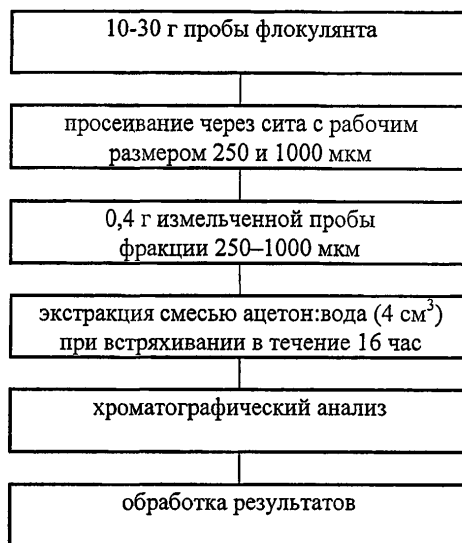 10-30 г пробы флокулянта
просеивание через сита с рабочим
размером 250 и 1000 мкм
0,4 г измельченной пробы
фракции 250–1000 мкм
экстракция смесью ацетон:вода (4 см³)
при встряхивании в течение 16 час
хроматографический анализ
обработка результатов